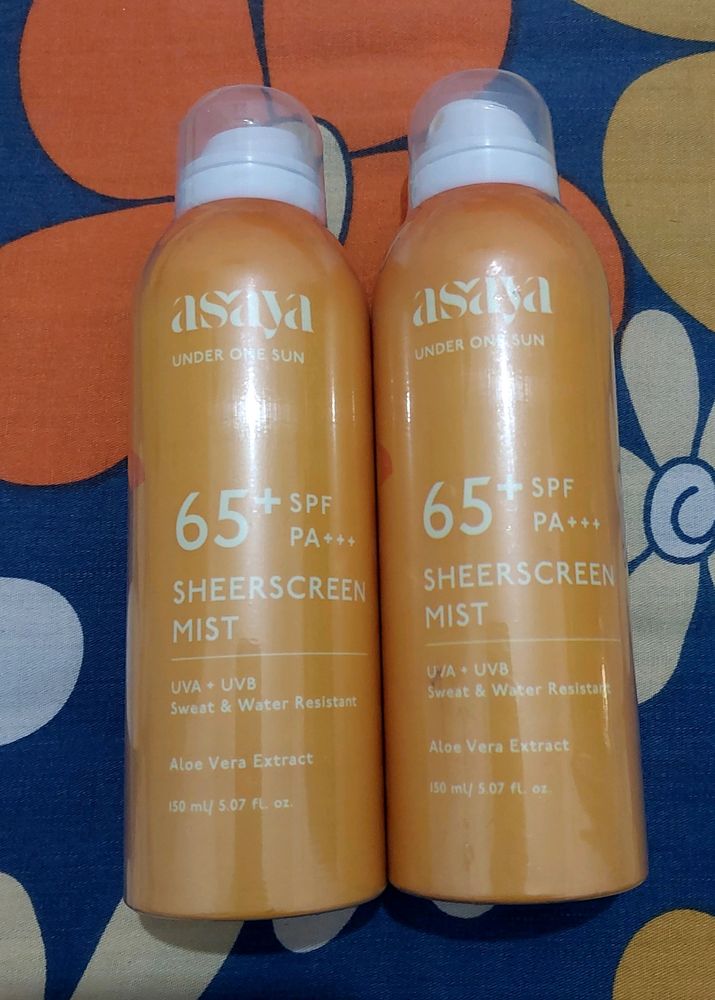 asaya
UNDER ONE SUN
65+ SPF
PA+++
SHEERSCREEN
MIST
UVA + UVB
Sweat & Water Resistant
Aloe Vera Extract
150 ml/ 5.07 fl. oz.
asaya
UNDER ONE SUN
65+ SPF
PA+++
SHEERSCREEN
MIST
UVA + UVB
Sweat & Water Resistant
Aloe Vera Extract
150 ml/ 5.07 fl. oz.